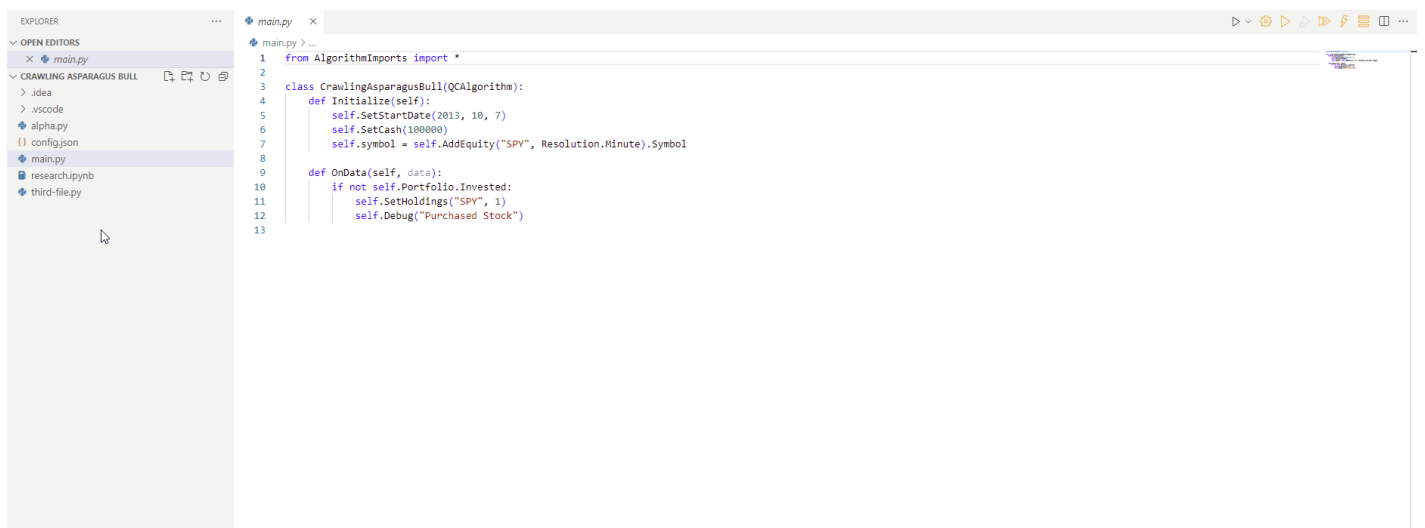 EXPLORER
OPEN EDITORS
main.py
CRAWLING ASPARAGUS BULL
.idea
.vscode
alpha.py
config.json
main.py
research.ipynb
third-file.py
main.py
main.py > ...
1 from AlgorithmImports import *
2
3 class CrawlingAsparagusBull(QCAlgorithm):
4     def Initialize(self):
5         self.SetStartDate(2013, 10, 7)
6         self.SetCash(100000)
7         self.symbol = self.AddEquity("SPY", Resolution.Minute).Symbol
8
9     def OnData(self, data):
10         if not self.Portfolio.Invested:
11             self.SetHoldings("SPY", 1)
12             self.Debug("Purchased Stock")
13